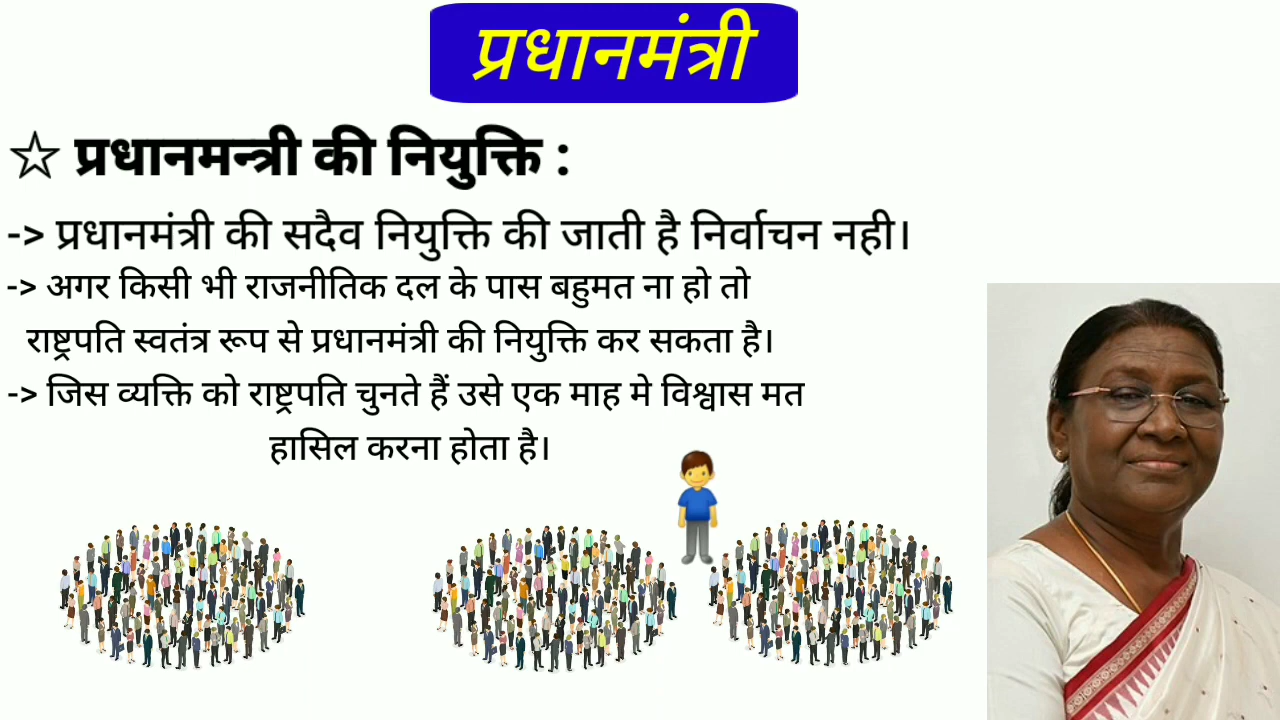 प्रधानमंत्री
☆ प्रधानमन्त्री की नियुक्ति :
-> प्रधानमंत्री की सदैव नियुक्ति की जाती है निर्वाचन नही।
-> अगर किसी भी राजनीतिक दल के पास बहुमत ना हो तो
राष्ट्रपति स्वतंत्र रूप से प्रधानमंत्री की नियुक्ति कर सकता है।
-> जिस व्यक्ति को राष्ट्रपति चुनते हैं उसे एक माह मे विश्वास मत
हासिल करना होता है।